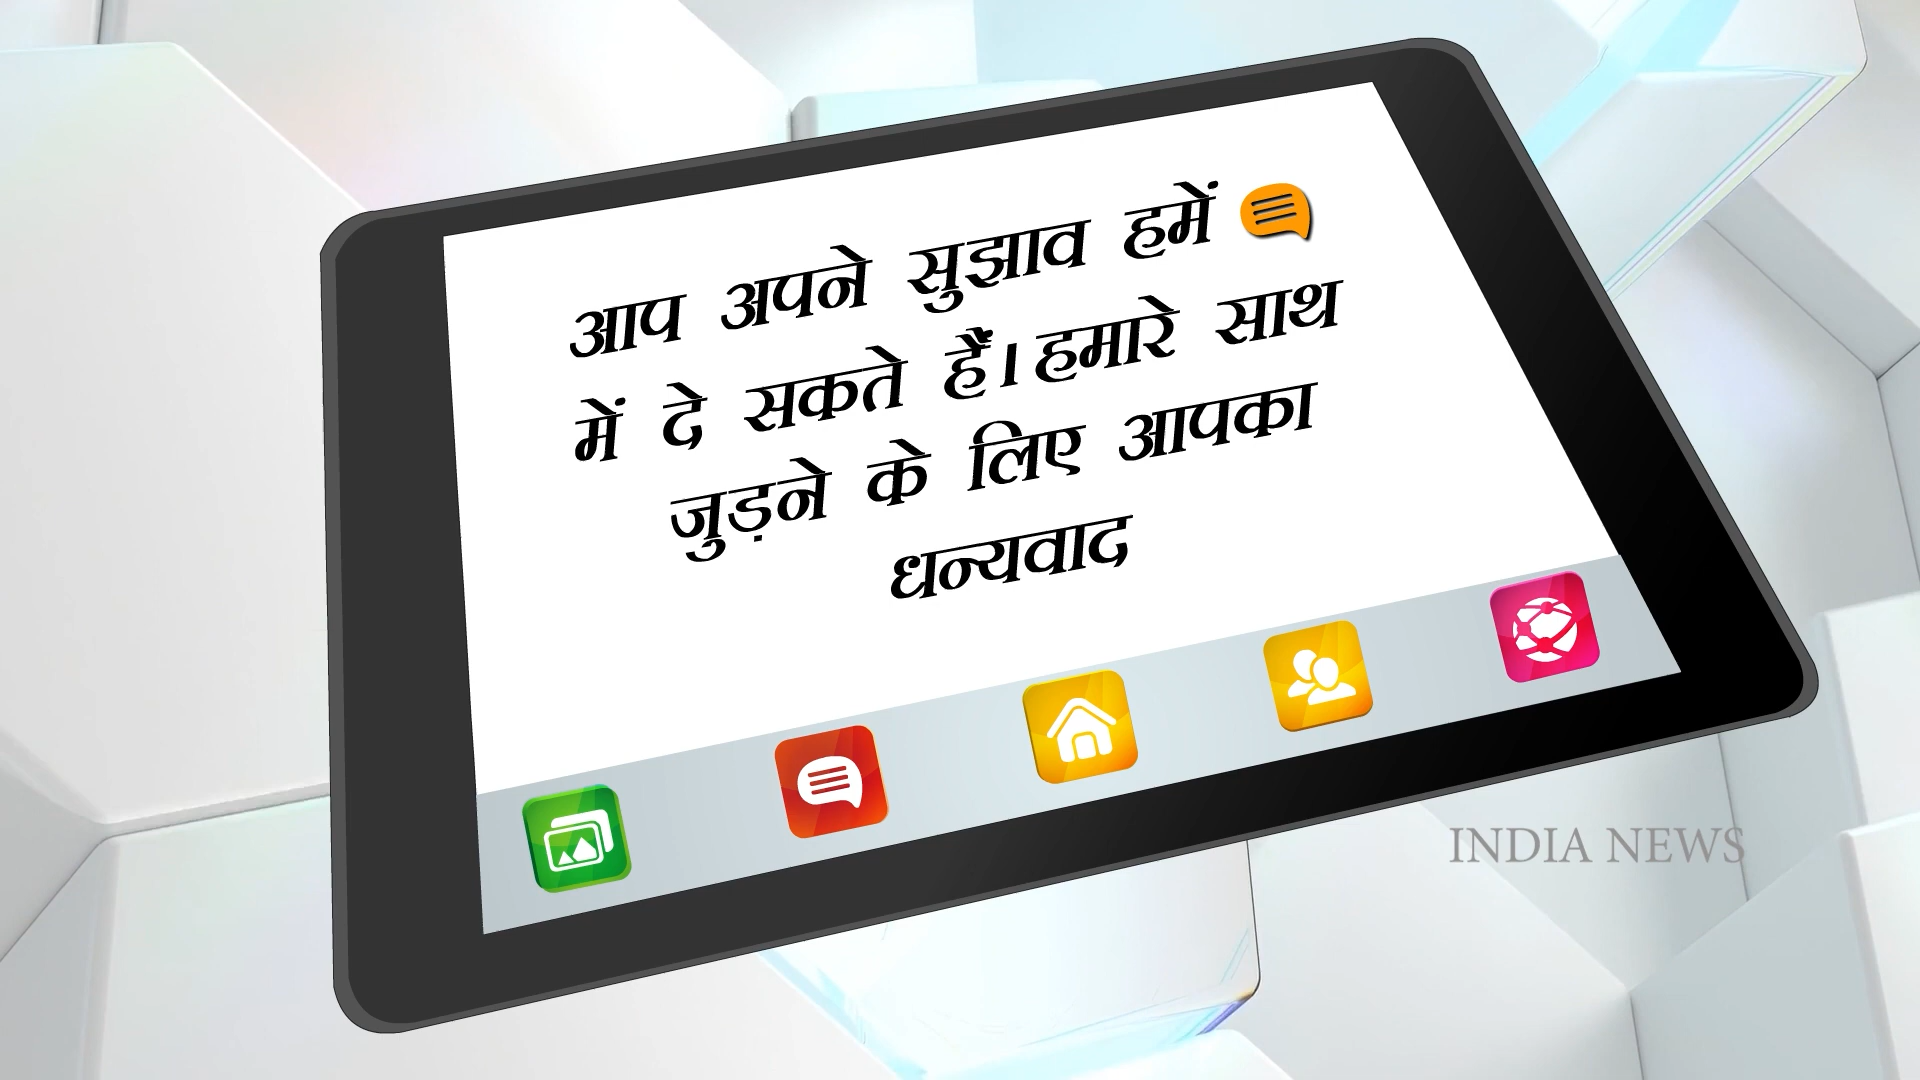 आप अपने सुझाव हमें
में दे सकते हैं। हमारे साथ
जुड़ने के लिए आपका
धन्यवाद
INDIA NEWS